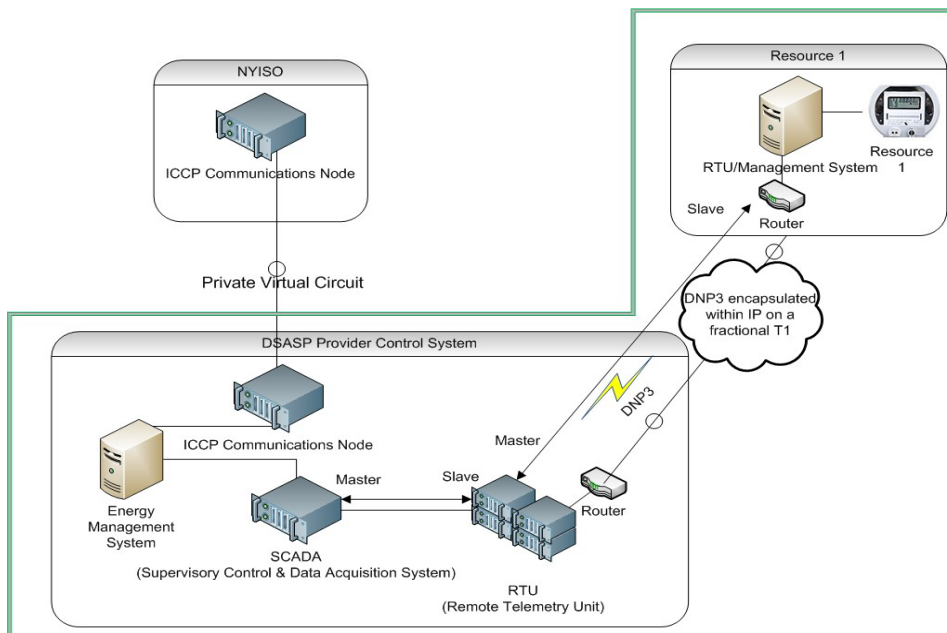 NYISO
ICCP Communications Node
Private Virtual Circuit
Resource 1
RTU/Management System
Resource
1
Slave
Router
DNP3 encapsulated
within IP on a
fractional T1
DNP3
DSASP Provider Control System
ICCP Communications Node
Energy
Management
System
Master
Slave
Master
Router
SCADA
(Supervisory Control & Data Acquisition System)
RTU
(Remote Telemetry Unit)